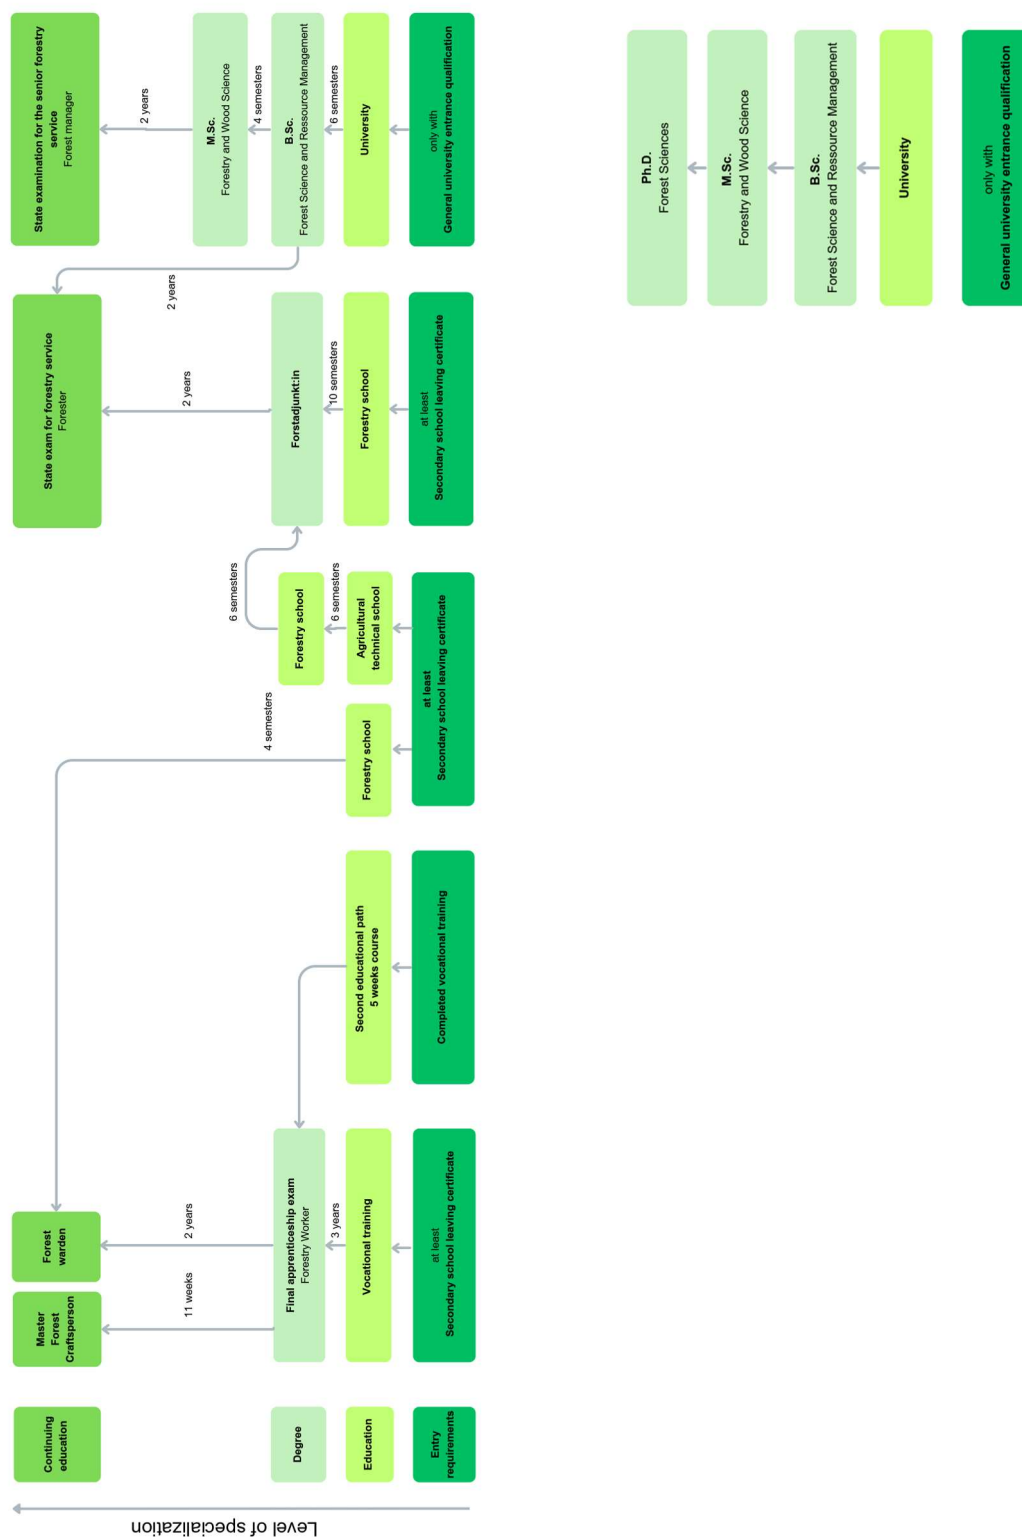 Level of specialization
Continuing
education
Degree
Education
Entry
requirements
Master
Forest
Craftsperson
Forest
warden
11 weeks
2 years
Final apprenticeship exam
Forestry Worker
3 years
Vocational training
at least
Secondary school leaving certificate
Second educational path
5 weeks course
Completed vocational training
4 semesters
Forestry school
6 semesters
Forestry school
6 semesters
Agricultural
technical school
at least
Secondary school leaving certificate
State exam for forestry service
Forester
2 years
2 years
Forstadjunkt:in
10 semesters
Forestry school
at least
Secondary school leaving certificate
State examination for the senior forestry
service
Forest manager
2 years
M.Sc.
Forestry and Wood Science
4 semesters
B.Sc.
Forest Science and Ressource Management
6 semesters
University
only with
General university entrance qualification
Ph.D.
Forest Sciences
M.Sc.
Forestry and Wood Science
B.Sc.
Forest Science and Ressource Management
University
only with
General university entrance qualification